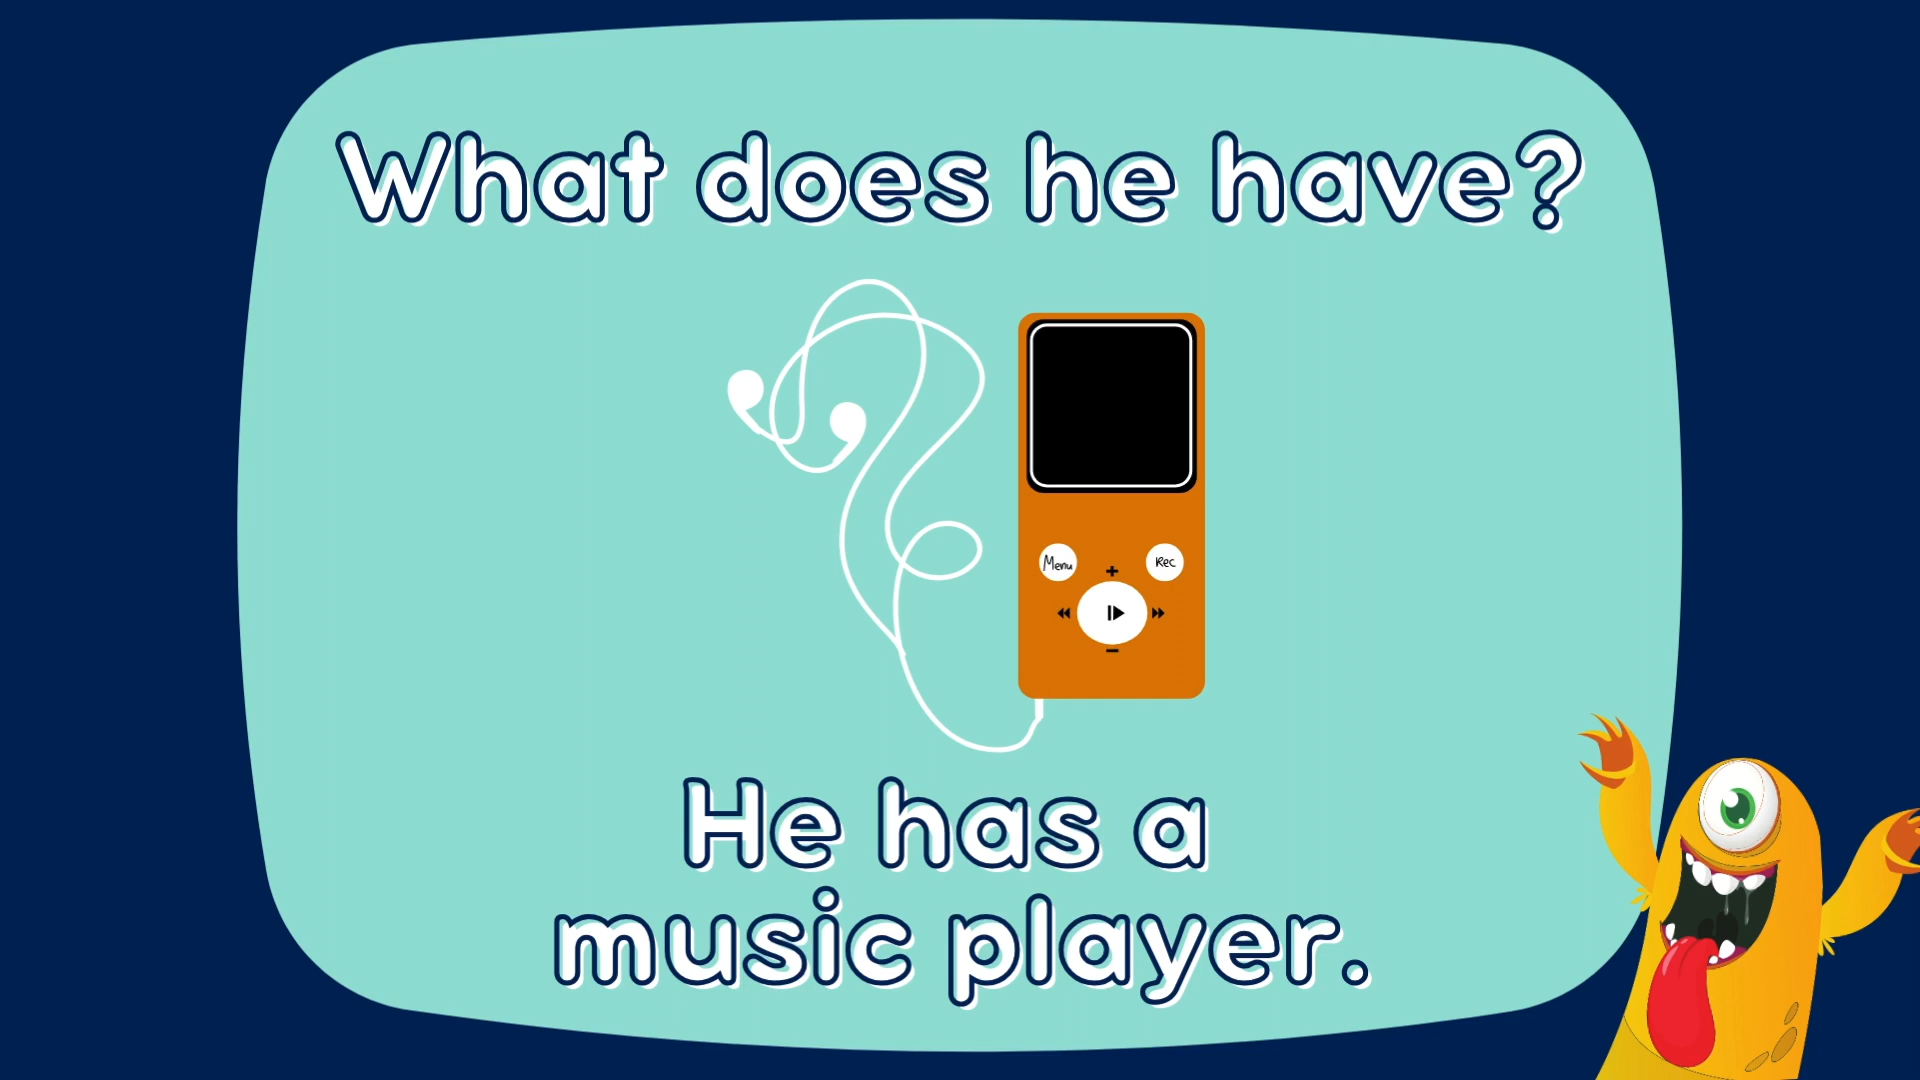 What does he have?
Menu
Rec
He has a
music player.